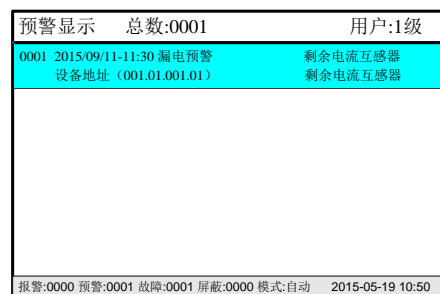 预警显示 总数:0001 用户:1级
0001 2015/09/11-11:30 漏电预警 剩余电流互感器
设备地址（001.01.001.01） 剩余电流互感器
报警:0000 预警:0001 故障:0001 屏蔽:0000 模式:自动 2015-05-19 10:50